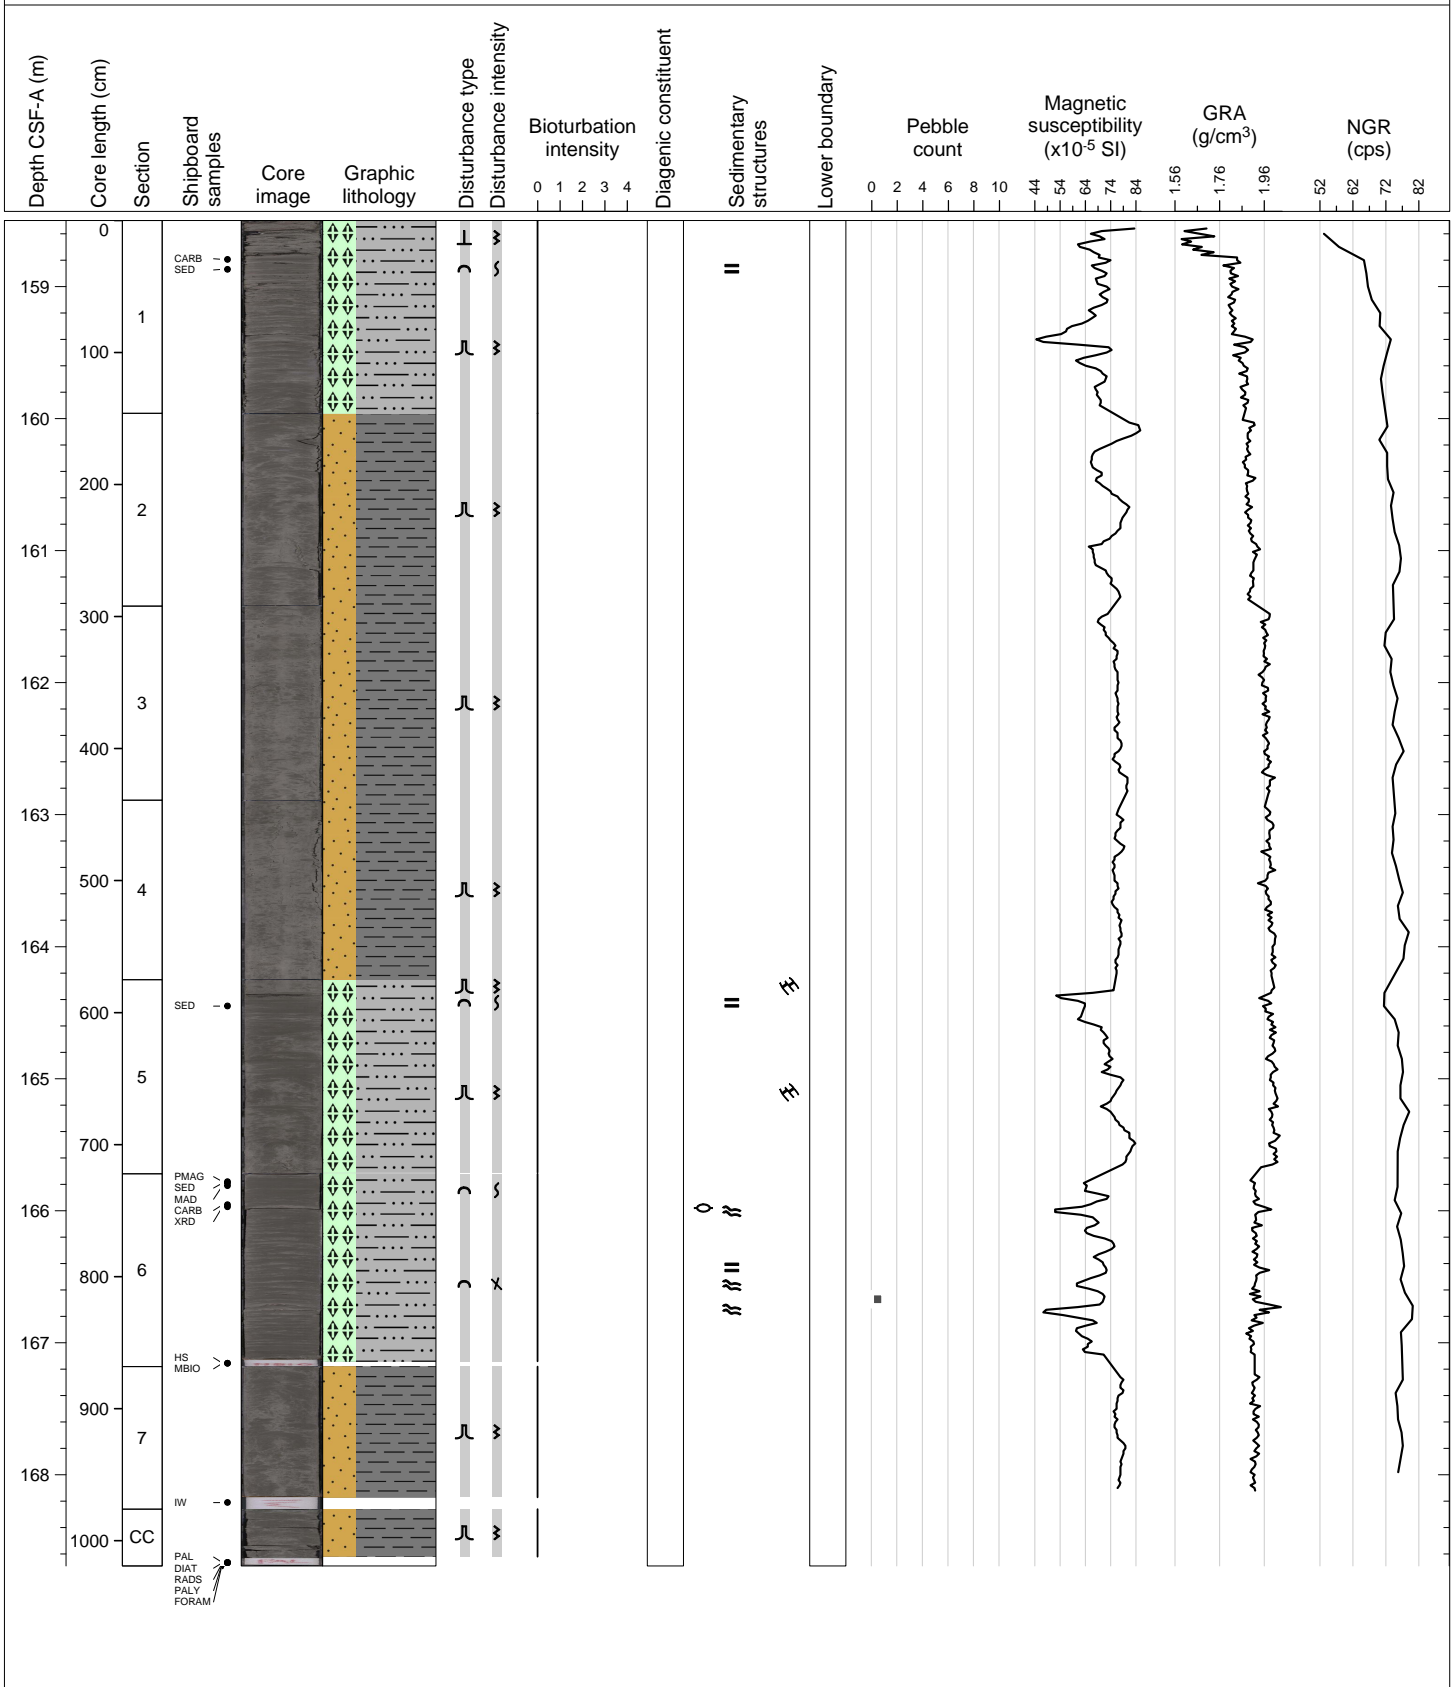 Depth CSF-A (m)
Core length (cm)
Section
Shipboard
samples
Core
image
Graphic
lithology
Disturbance type
Disturbance intensity
Bioturbation
intensity
0 1 2 3 4
Diagenic constituent
Sedimentary
structures
Lower boundary
Pebble
count
0 2 4 6 8 10
Magnetic
susceptibility
(x10-5 SI)
44 54 64 74 84
GRA
(g/cm3)
1.56 1.76 1.96
NGR
(cps)
52 62 72 82
0
CARB
SED
159
1
100
160
200
2
161
300
162
3
400
163
500
4
164
SED
600
165
5
700
PMAG
SED
MAD
CARB
XRD
166
6
800
167
HS
MBIO
900
7
168
IW
1000
CC
PAL
DIAT
RADS
PALY
FORAM